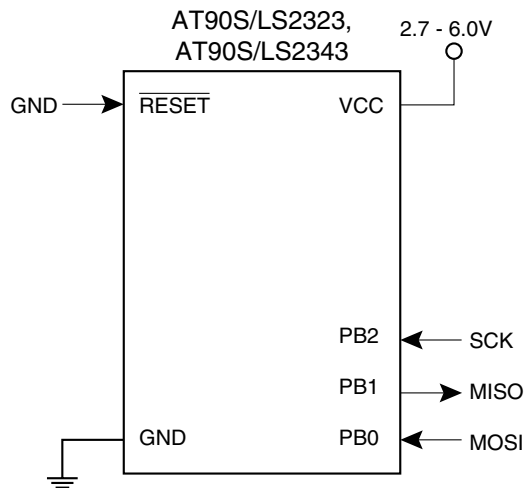 AT90S/LS2323,
AT90S/LS2343
2.7 - 6.0V
GND
RESET
VCC
PB2
SCK
PB1
MISO
GND
PB0
MOSI